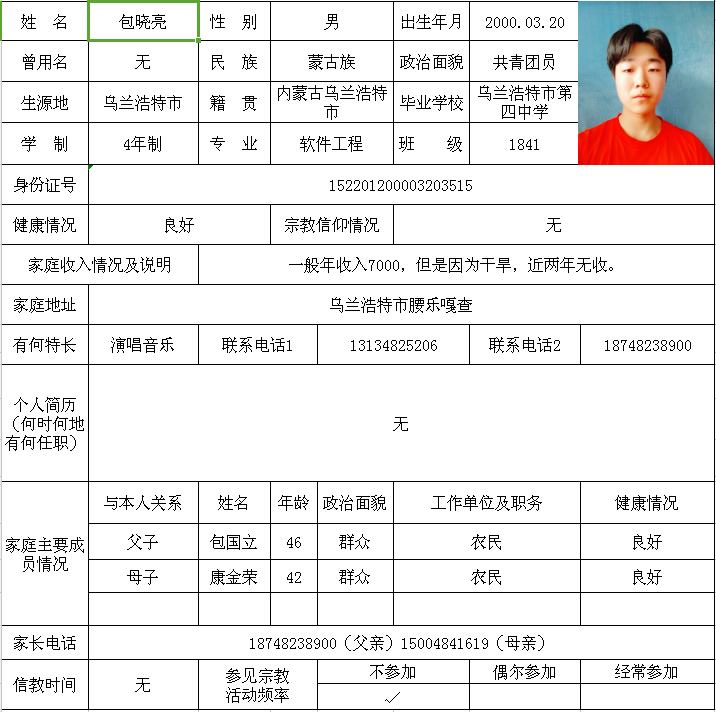 姓 名 包晓亮 性 别 男 出生年月 2000.03.20
曾用名 无 民 族 蒙古族 政治面貌 共青团员
生源地 乌兰浩特市 籍 贯 内蒙古乌兰浩特市 毕业学校 乌兰浩特市第四中学
学 制 4年制 专 业 软件工程 班 级 1841
身份证号 152201200003203515
健康情况 良好 宗教信仰情况 无
家庭收入情况及说明 一般年收入7000，但是因为干旱，近两年无收。
家庭地址 乌兰浩特市腰乐嘎查
有何特长 演唱音乐 联系电话1 13134825206 联系电话2 18748238900
个人简历
（何时何地
有何任职）
无
家庭主要成
员情况
与本人关系 姓名 年龄 政治面貌 工作单位及职务 健康情况
父子 包国立 46 群众 农民 良好
母子 康金荣 42 群众 农民 良好
家长电话 18748238900（父亲）15004841619（母亲）
信教时间 无 参见宗教
活动频率
不参加 偶尔参加 经常参加
✓